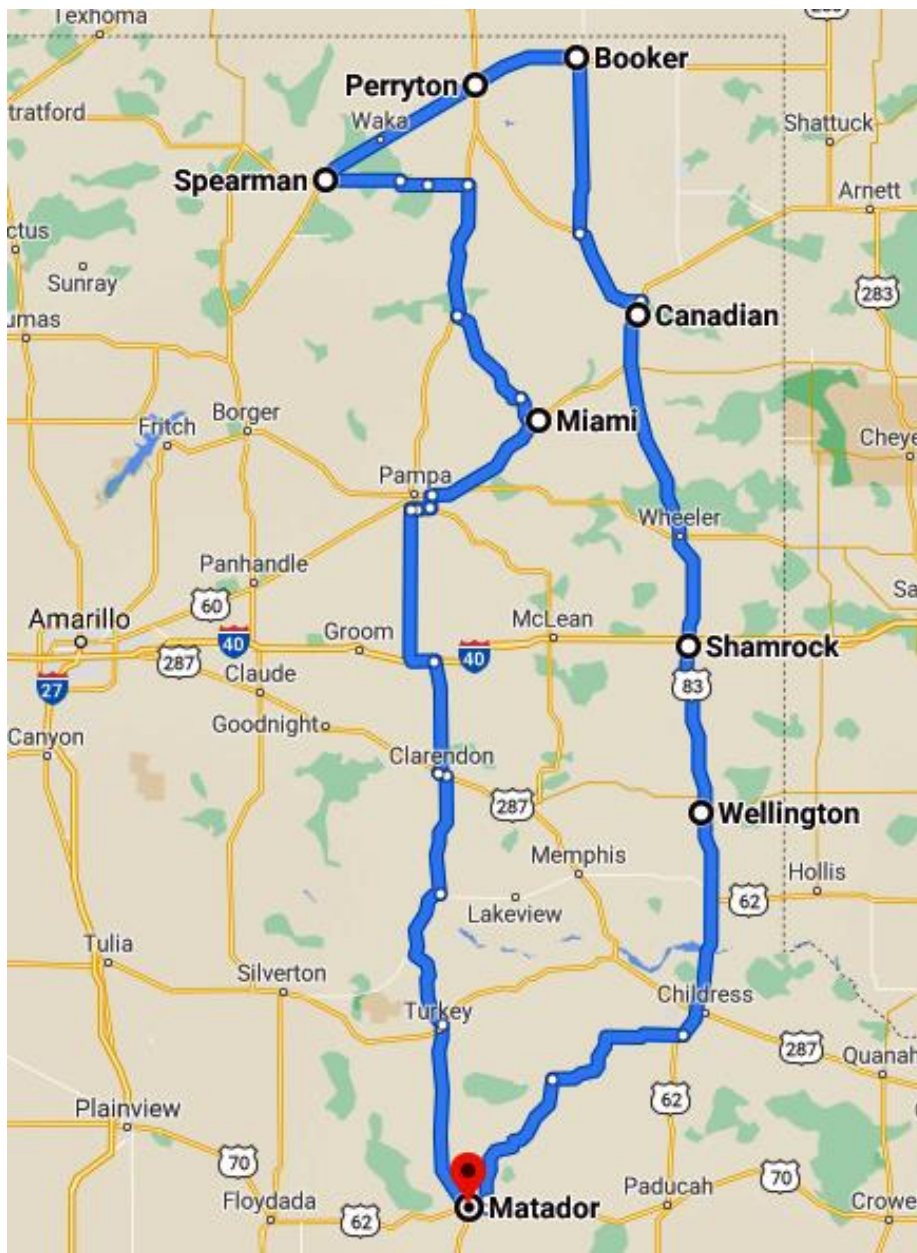 Texhoma
283
Booker
Perryton
tratford
Waka
Shattuck
Spearman
Arnett
ctus
Sunray
283
umas
Canadian
Borger
Fritch
Miami
Cheye
Pampa
Wheeler
Panhandle
60
Sa
Amarillo
McLean
Groom
40
40
287
Shamrock
27
Claude
83
Goodnight
Canyon
Clarendon
287
Wellington
Memphis
Hollis
62
Lakeview
Tulia
Silverton
Childress
Turkey
287
Quanah
62
Plainview
70
70
Paducah
Floydada
Matador
62
Crowe